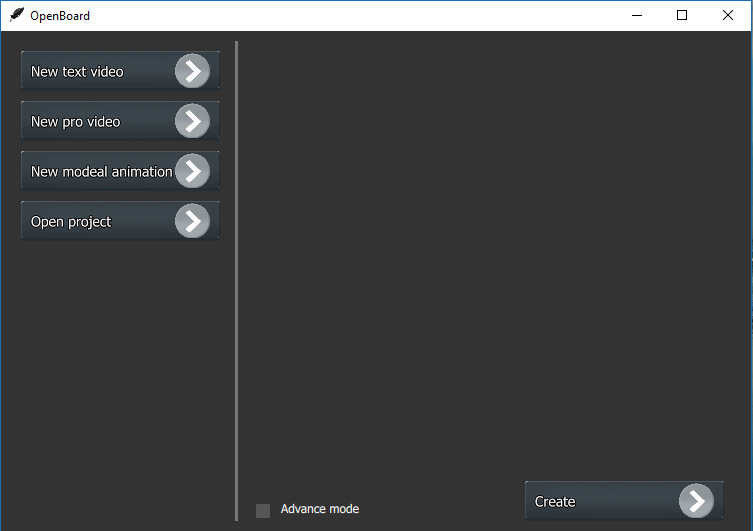 OpenBoard
New text video
New pro video
New modeal animation
Open project
Advance mode
Create